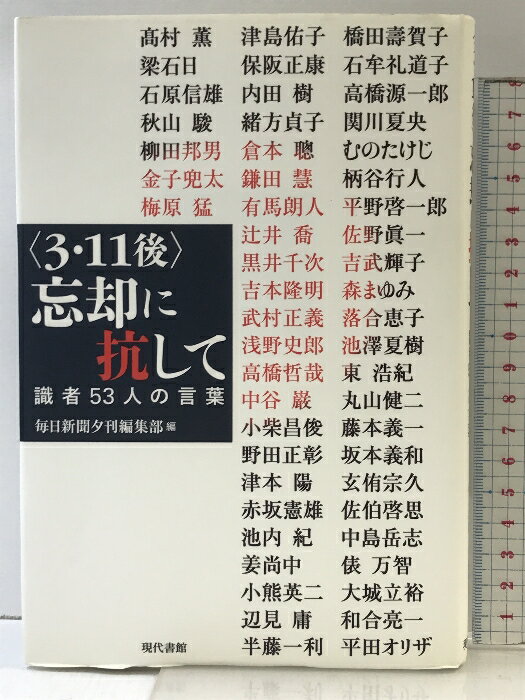 髙村 薫
梁石日
石原信雄
秋山 駿
柳田邦男
金子兜太
梅原 猛
〈3・11後〉
忘却に
抗して
識者53人の言葉
毎日新聞夕刊編集部 編
津島佑子
保阪正康
内田 樹
緒方貞子
倉本 聰
鎌田 慧
有馬朗人
辻井 喬
黒井千次
吉本隆明
武村正義
浅野史郎
高橋哲哉
中谷 巌
小柴昌俊
野田正彰
津本 陽
赤坂憲雄
池内 紀
姜尚中
小熊英二
辺見 庸
半藤一利
橋田壽賀子
石牟礼道子
高橋源一郎
関川夏央
むのたけじ
柄谷行人
平野啓一郎
佐野眞一
吉武輝子
森まゆみ
落合恵子
池澤夏樹
東 浩紀
丸山健二
藤本義一
坂本義和
玄侑宗久
佐伯啓思
中島岳志
俵 万智
大城立裕
和合亮一
平田オリザ
現代書館